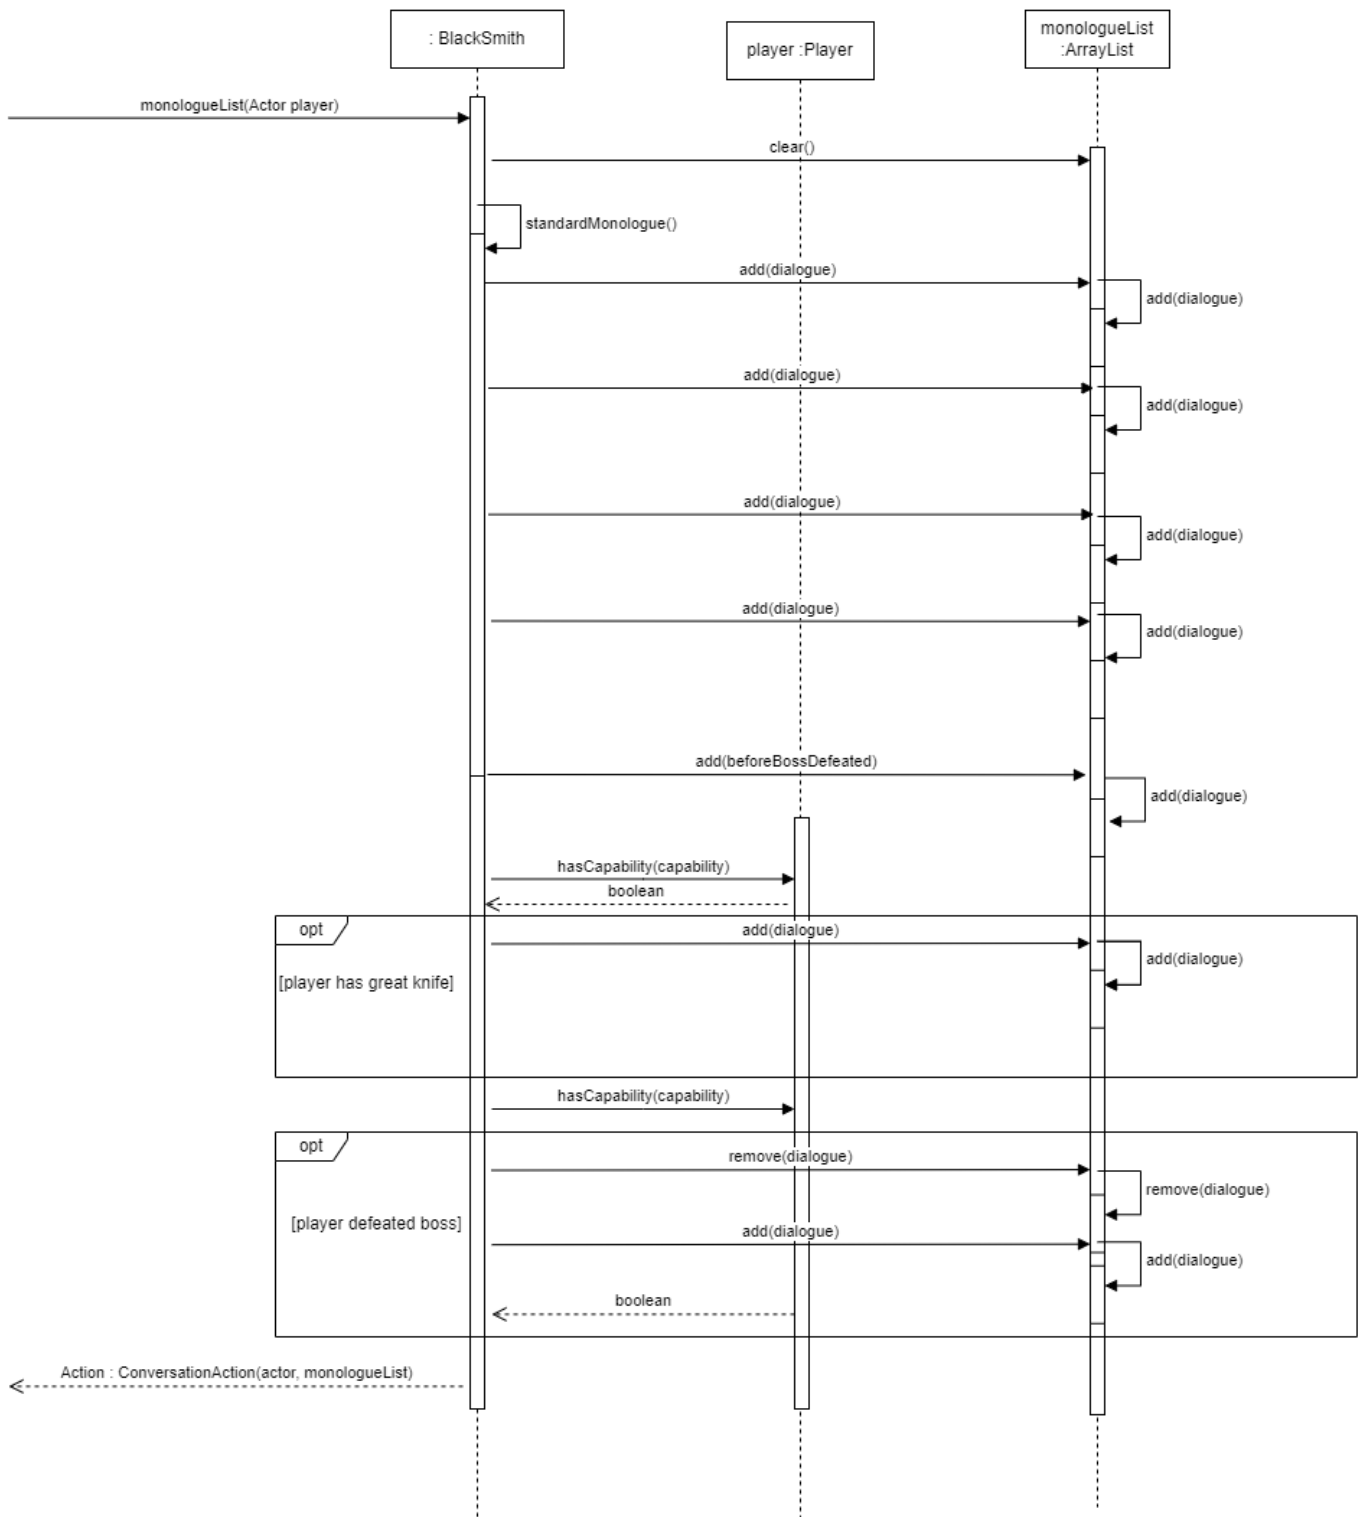 : BlackSmith
player :Player
monologueList
:ArrayList
monologueList(Actor player)
clear()
standardMonologue()
add(dialogue)
add(dialogue)
add(dialogue)
add(dialogue)
add(dialogue)
add(dialogue)
add(dialogue)
add(dialogue)
add(beforeBossDefeated)
add(dialogue)
hasCapability(capability)
boolean
opt
add(dialogue)
add(dialogue)
[player has great knife]
hasCapability(capability)
opt
remove(dialogue)
remove(dialogue)
[player defeated boss]
add(dialogue)
add(dialogue)
boolean
Action : ConversationAction(actor, monologueList)